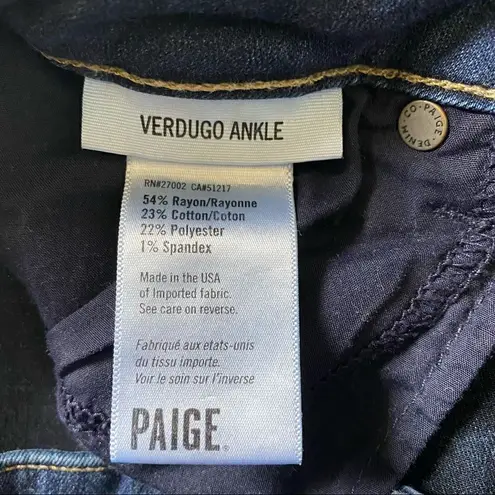 VERDUGO ANKLE
CO•PAIGE•DENIM
RN#27002 CA#51217
54% Rayon/Rayonne
23% Cotton/Coton
22% Polyester
1% Spandex
Made in the USA
of Imported fabric.
See care on reverse.
Fabriqué aux etats-unis
du tissu importe.
Voir le soin sur l'inverse
PAIGE®